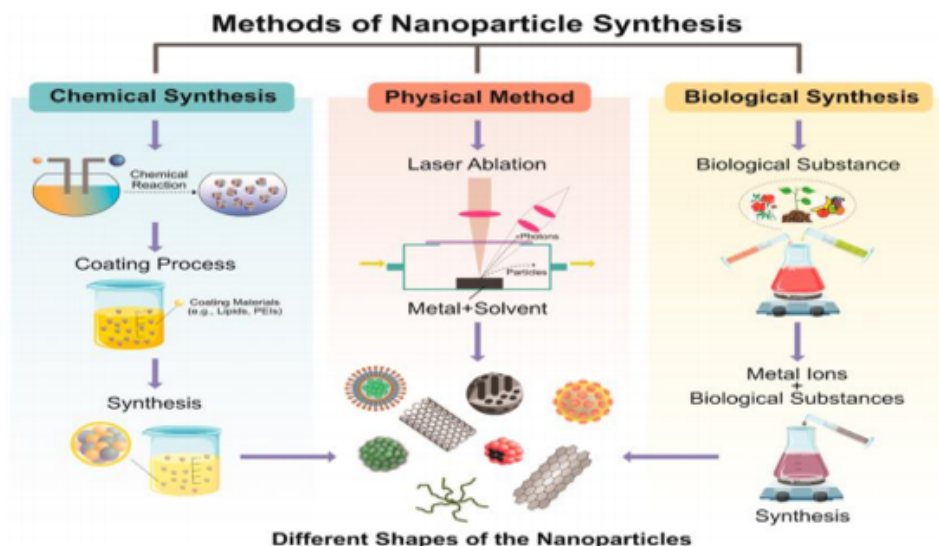 Methods of Nanoparticle Synthesis
Chemical Synthesis
Chemical
Reaction
Coating Process
Coating Materials
(e.g., Lipids, PEIs)
Synthesis
Physical Method
Laser Ablation
Photons
Particles
Metal+Solvent
Biological Synthesis
Biological Substance
Metal Ions
+
Biological Substances
Synthesis
Different Shapes of the Nanoparticles